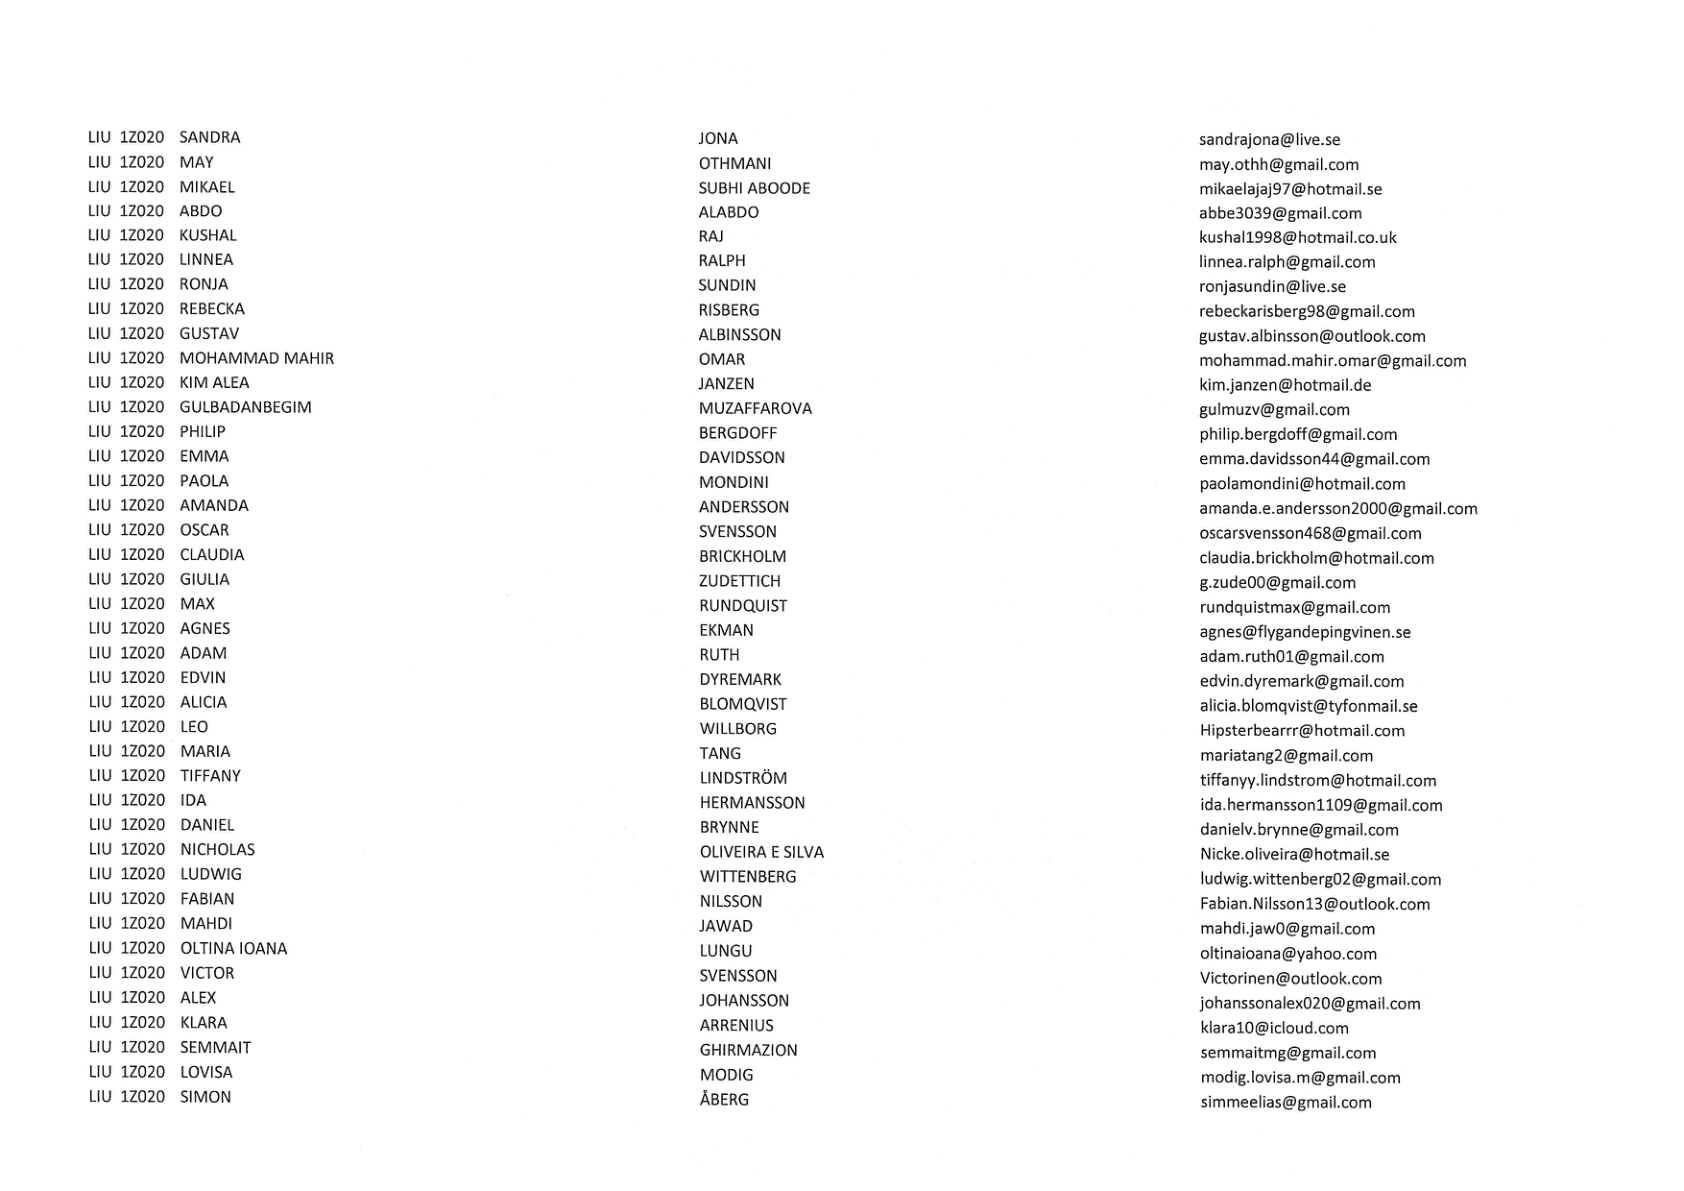 LIU 1Z020 SANDRA JONA sandrajona@live.se
LIU 1Z020 MAY OTHMANI may.othh@gmail.com
LIU 1Z020 MIKAEL SUBHI ABOODE mikaelajaj97@hotmail.se
LIU 1Z020 ABDO ALABDO abbe3039@gmail.com
LIU 1Z020 KUSHAL RAJ kushal1998@hotmail.co.uk
LIU 1Z020 LINNEA RALPH linnea.ralph@gmail.com
LIU 1Z020 RONJA SUNDIN ronjasundin@live.se
LIU 1Z020 REBECKA RISBERG rebeckarisberg98@gmail.com
LIU 1Z020 GUSTAV ALBINSSON gustav.albinsson@outlook.com
LIU 1Z020 MOHAMMAD MAHIR OMAR mohammad.mahir.omar@gmail.com
LIU 1Z020 KIM ALEA JANZEN kim.janzen@hotmail.de
LIU 1Z020 GULBADANBEGIM MUZAFFAROVA gulmuzv@gmail.com
LIU 1Z020 PHILIP BERGDOFF philip.bergdoff@gmail.com
LIU 1Z020 EMMA DAVIDSSON emma.davidsson44@gmail.com
LIU 1Z020 PAOLA MONDINI paolamondini@hotmail.com
LIU 1Z020 AMANDA ANDERSSON amanda.e.andersson2000@gmail.com
LIU 1Z020 OSCAR SVENSSON oscarsvensson468@gmail.com
LIU 1Z020 CLAUDIA BRICKHOLM claudia.brickholm@hotmail.com
LIU 1Z020 GIULIA ZUDETTICH g.zude00@gmail.com
LIU 1Z020 MAX RUNDQUIST rundquistmax@gmail.com
LIU 1Z020 AGNES EKMAN agnes@flygandepingvinen.se
LIU 1Z020 ADAM RUTH adam.ruth01@gmail.com
LIU 1Z020 EDVIN DYREMARK edvin.dyremark@gmail.com
LIU 1Z020 ALICIA BLOMQVIST alicia.blomqvist@tyfonmail.se
LIU 1Z020 LEO WILLBORG Hipsterbearrr@hotmail.com
LIU 1Z020 MARIA TANG mariatang2@gmail.com
LIU 1Z020 TIFFANY LINDSTRÖM tiffanyy.lindstrom@hotmail.com
LIU 1Z020 IDA HERMANSSON ida.hermansson1109@gmail.com
LIU 1Z020 DANIEL BRYNNE danielv.brynne@gmail.com
LIU 1Z020 NICHOLAS OLIVEIRA E SILVA Nicke.oliveira@hotmail.se
LIU 1Z020 LUDWIG WITTENBERG ludwig.wittenberg02@gmail.com
LIU 1Z020 FABIAN NILSSON Fabian.Nilsson13@outlook.com
LIU 1Z020 MAHDI JAWAD mahdi.jaw0@gmail.com
LIU 1Z020 OLTINA IOANA LUNGU oltinaioana@yahoo.com
LIU 1Z020 VICTOR SVENSSON Victorinen@outlook.com
LIU 1Z020 ALEX JOHANSSON johanssonalex020@gmail.com
LIU 1Z020 KLARA ARRENIUS klara10@icloud.com
LIU 1Z020 SEMMAIT GHIRMAZION semmaitmg@gmail.com
LIU 1Z020 LOVISA MODIG modig.lovisa.m@gmail.com
LIU 1Z020 SIMON ÅBERG simmeelias@gmail.com